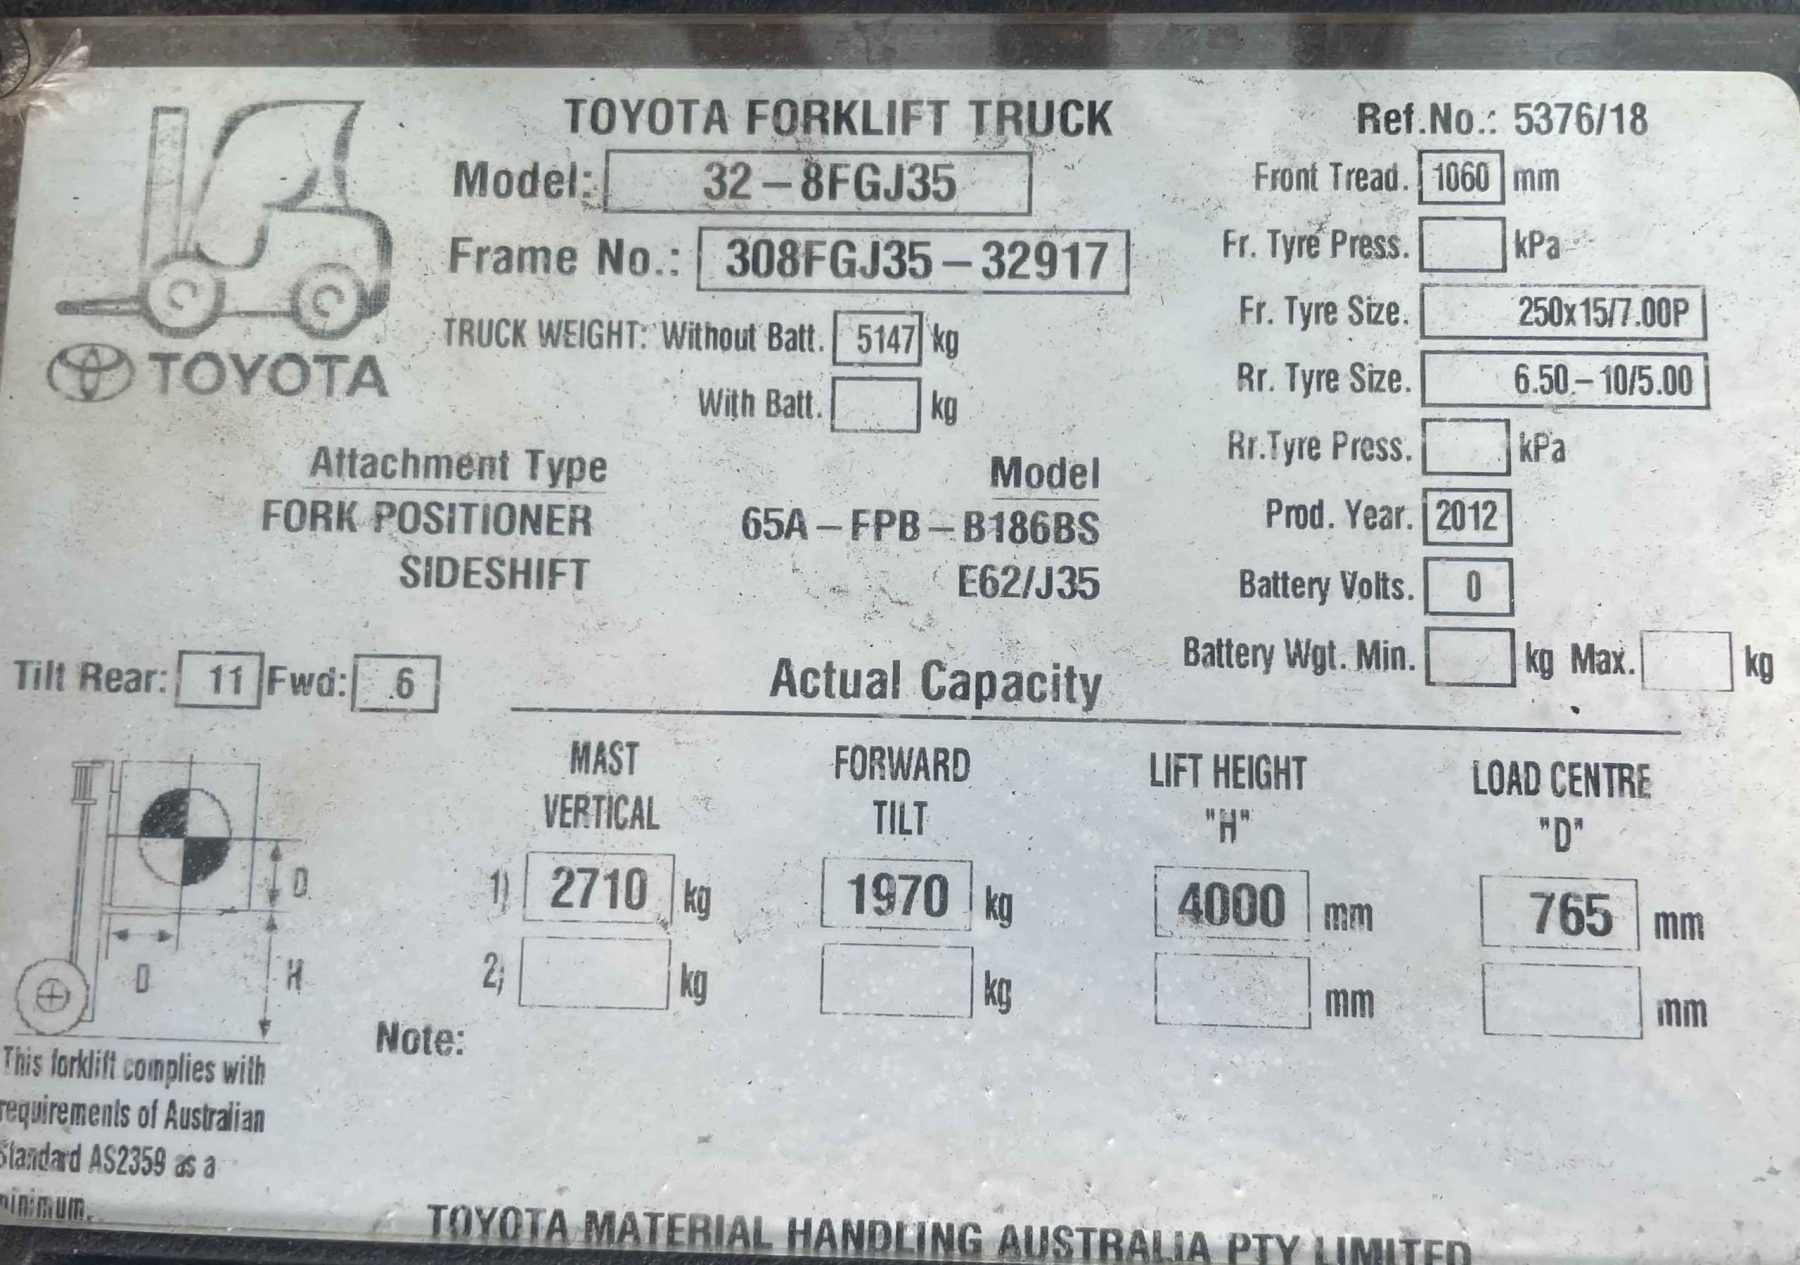 TOYOTA FORKLIFT TRUCK
Ref.No.: 5376/18
Model: 32-8FGJ35
Frame No.: 308FGJ35-32917
TRUCK WEIGHT: Without Batt. 5147 kg
With Batt. kg
TOYOTA
Front Tread. 1060 mm
Fr. Tyre Press. kPa
Fr. Tyre Size. 250x15/7.00P
Rr. Tyre Size. 6.50-10/5.00
Rr.Tyre Press. kPa
Prod. Year. 2012
Battery Volts. 0
Battery Wgt. Min. kg Max. kg
Attachment Type Model
FORK POSITIONER 65A-FPB-B186BS
SIDESHIFT E62/J35
Tilt Rear: 11 Fwd: 6
Actual Capacity
MAST FORWARD LIFT HEIGHT LOAD CENTRE
VERTICAL TILT "H" "D"
1) 2710 kg 1970 kg 4000 mm 765 mm
2) kg kg mm mm
D
D
H
Note:
This forklift complies with
requirements of Australian
Standard AS2359 as a
minimum.
TOYOTA MATERIAL HANDLING AUSTRALIA PTY LIMITED